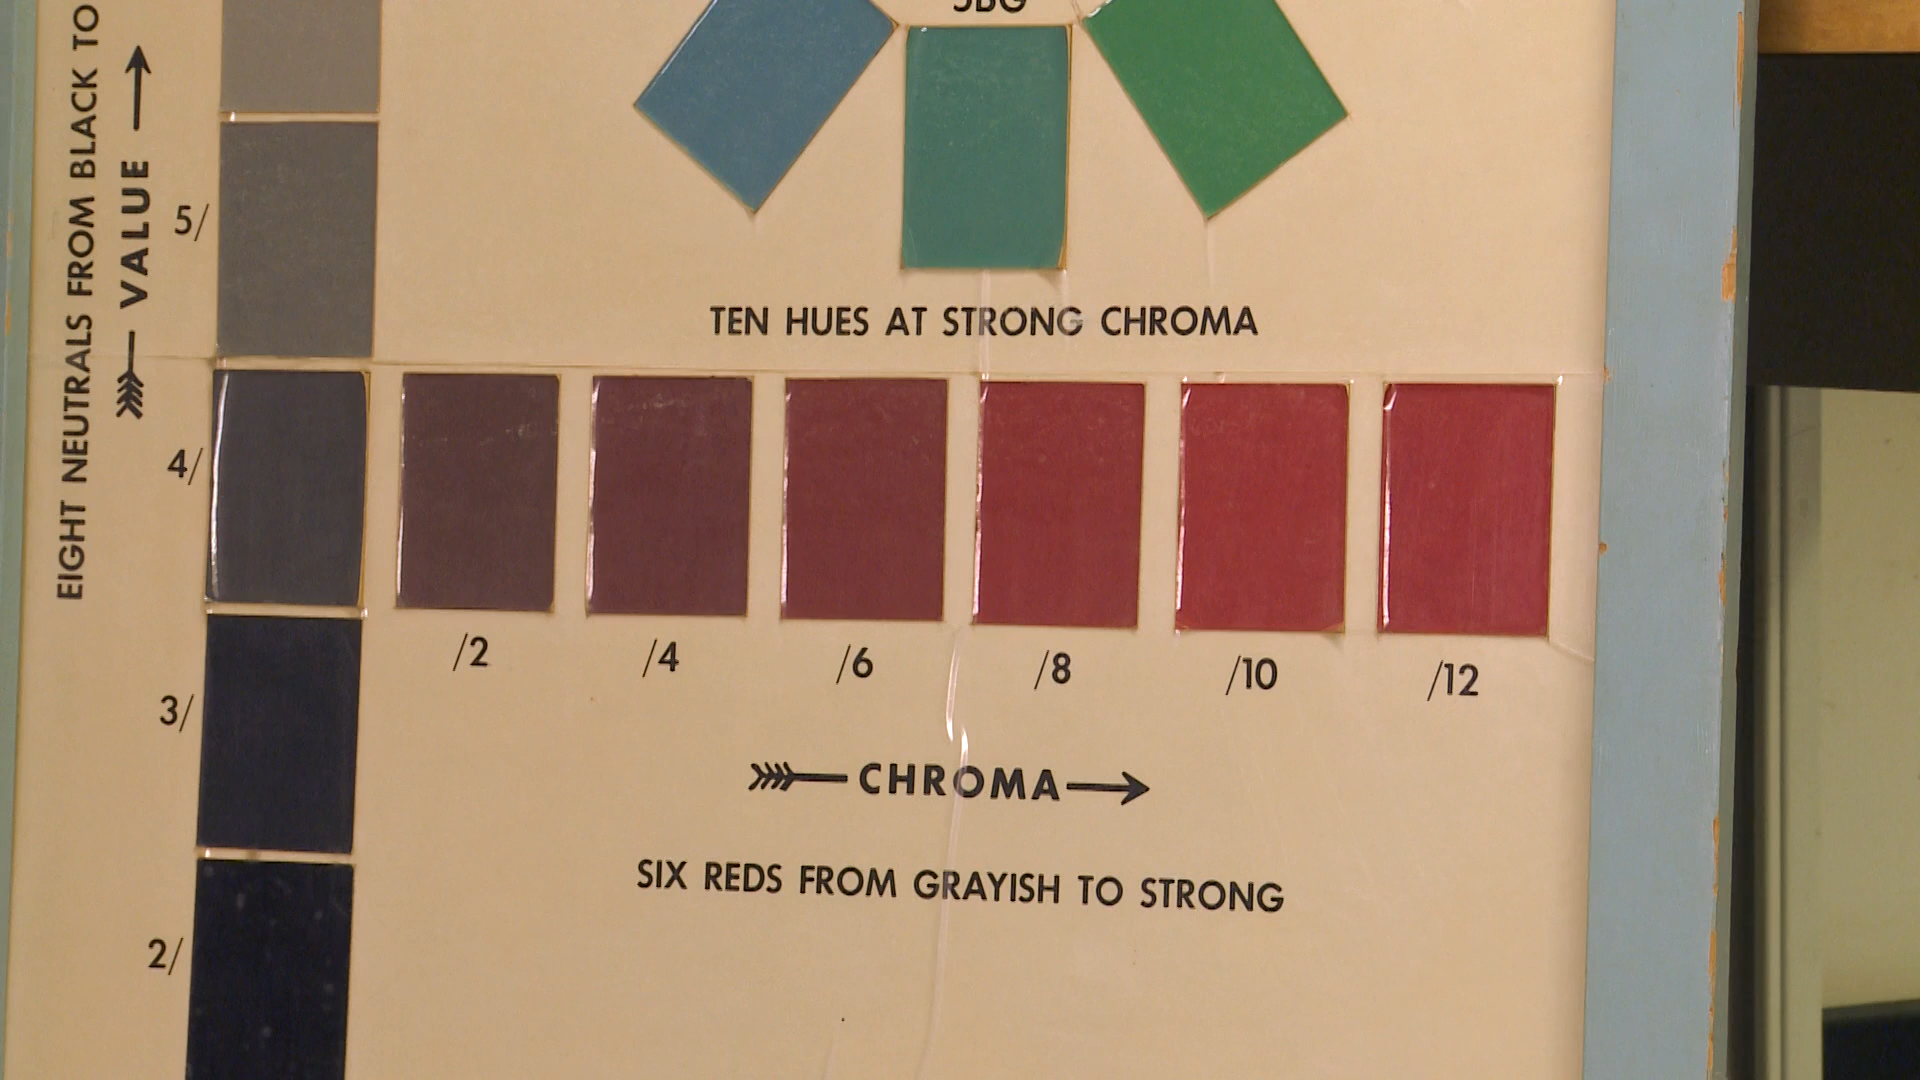 5BG
EIGHT NEUTRALS FROM BLACK TO
VALUE
5/
TEN HUES AT STRONG CHROMA
4/
/2 /4 /6 /8 /10 /12
3/
CHROMA
SIX REDS FROM GRAYISH TO STRONG
2/